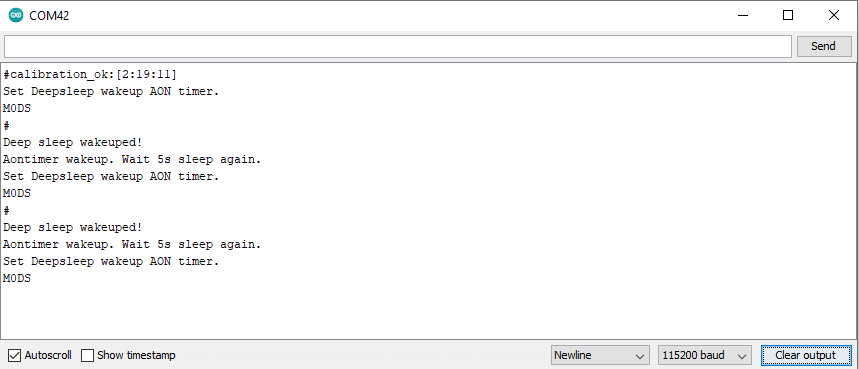 COM42
Send
#calibration_ok:[2:19:11]
Set Deepsleep wakeup AON timer.
M0DS
#
Deep sleep wakeuped!
Aontimer wakeup. Wait 5s sleep again.
Set Deepsleep wakeup AON timer.
M0DS
#
Deep sleep wakeuped!
Aontimer wakeup. Wait 5s sleep again.
Set Deepsleep wakeup AON timer.
M0DS
Autoscroll Show timestamp Newline 115200 baud Clear output